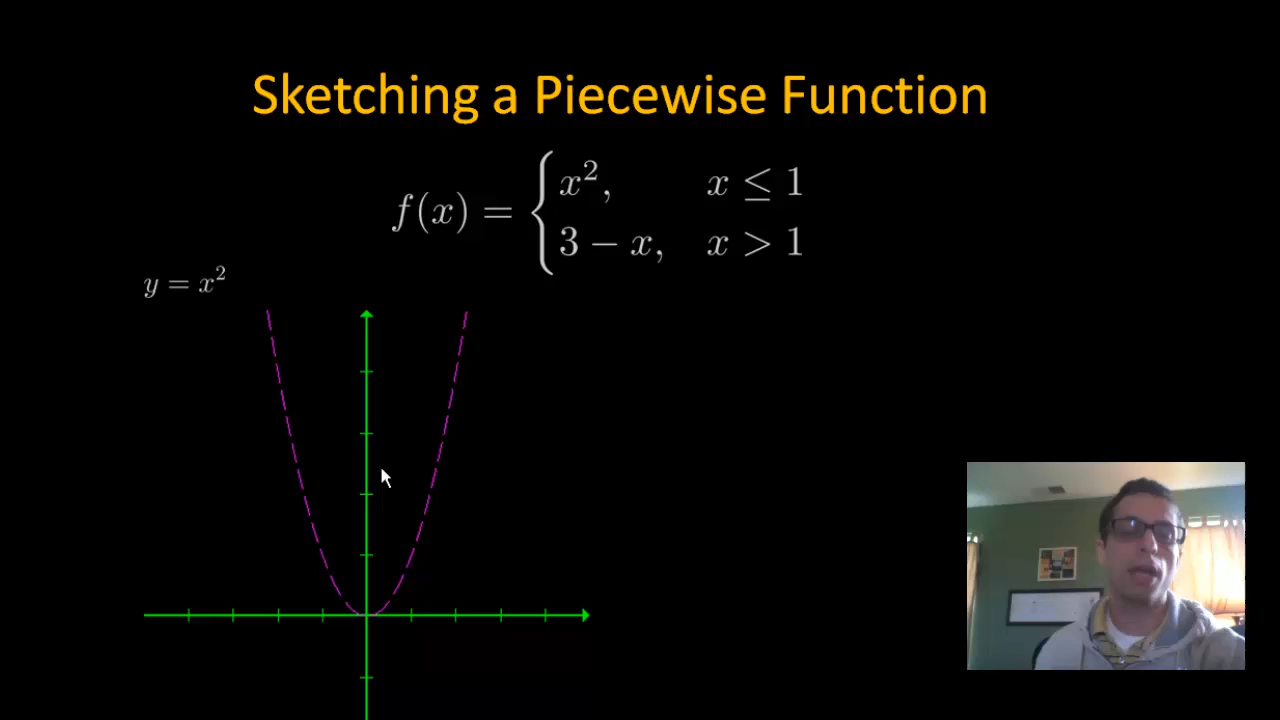 Sketching a Piecewise Function
f(x) = { x², x ≤ 1
3 − x, x > 1
y = x²